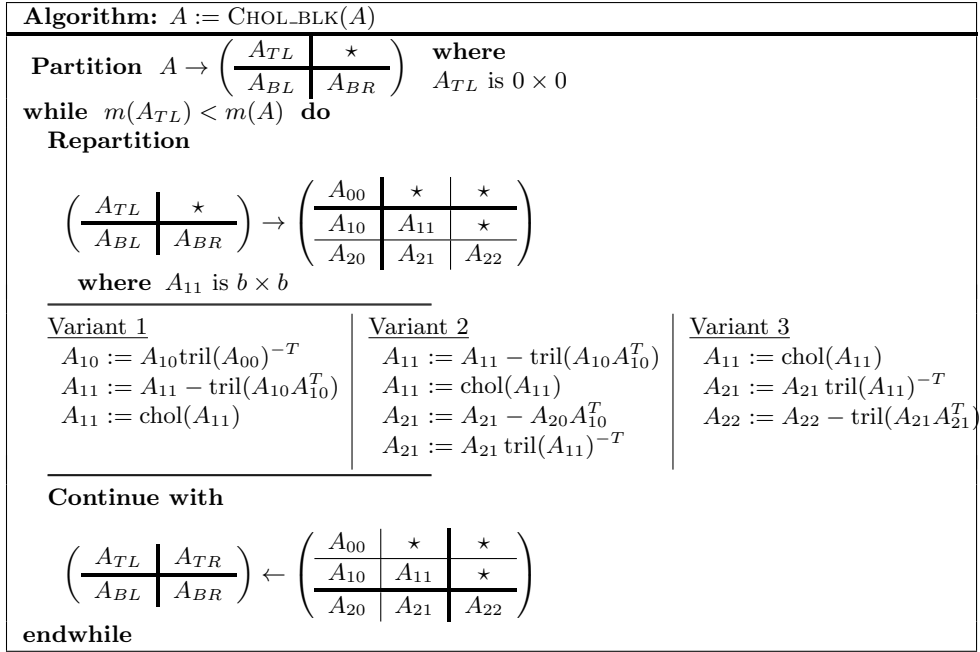 Algorithm: A := CHOL_BLK(A)
Partition A → ( A_TL | ⋆ ) where
( A_BL | A_BR ) A_TL is 0 × 0
while m(A_TL) < m(A) do
Repartition
( A_TL | ⋆ ) → ( A_00 | ⋆ | ⋆ )
( A_BL | A_BR ) ( A_10 | A_11 | ⋆ )
( A_20 | A_21 | A_22 )
where A_11 is b × b
Variant 1
A_10 := A_10 tril(A_00)^{-T}
A_11 := A_11 − tril(A_10 A_10^T)
A_11 := chol(A_11)
Variant 2
A_11 := A_11 − tril(A_10 A_10^T)
A_11 := chol(A_11)
A_21 := A_21 − A_20 A_10^T
A_21 := A_21 tril(A_11)^{-T}
Variant 3
A_11 := chol(A_11)
A_21 := A_21 tril(A_11)^{-T}
A_22 := A_22 − tril(A_21 A_21^T)
Continue with
( A_TL | A_TR ) ← ( A_00 | ⋆ | ⋆ )
( A_BL | A_BR ) ( A_10 | A_11 | ⋆ )
( A_20 | A_21 | A_22 )
endwhile